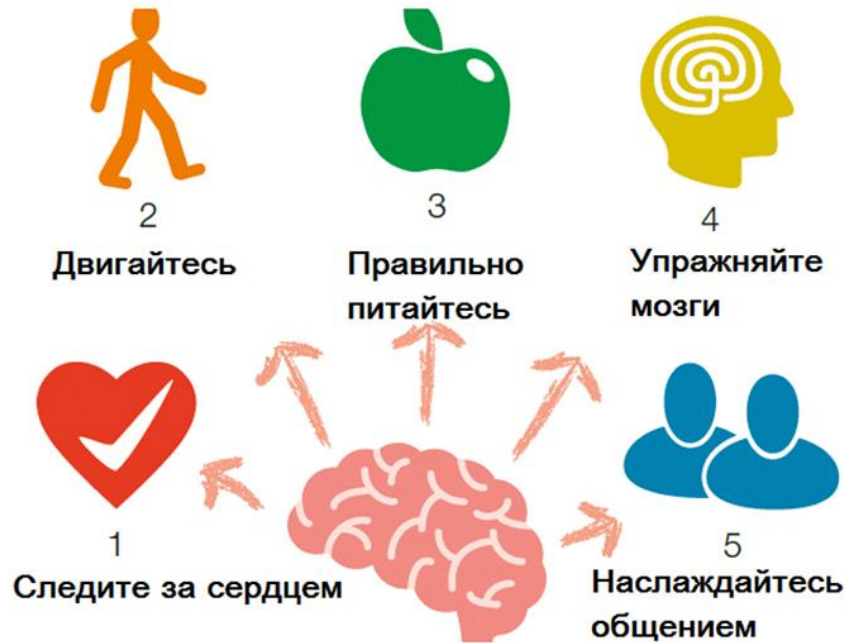 2
Двигайтесь
3
Правильно
питайтесь
4
Упражняйте
мозги
1
Следите за сердцем
5
Наслаждайтесь
общением